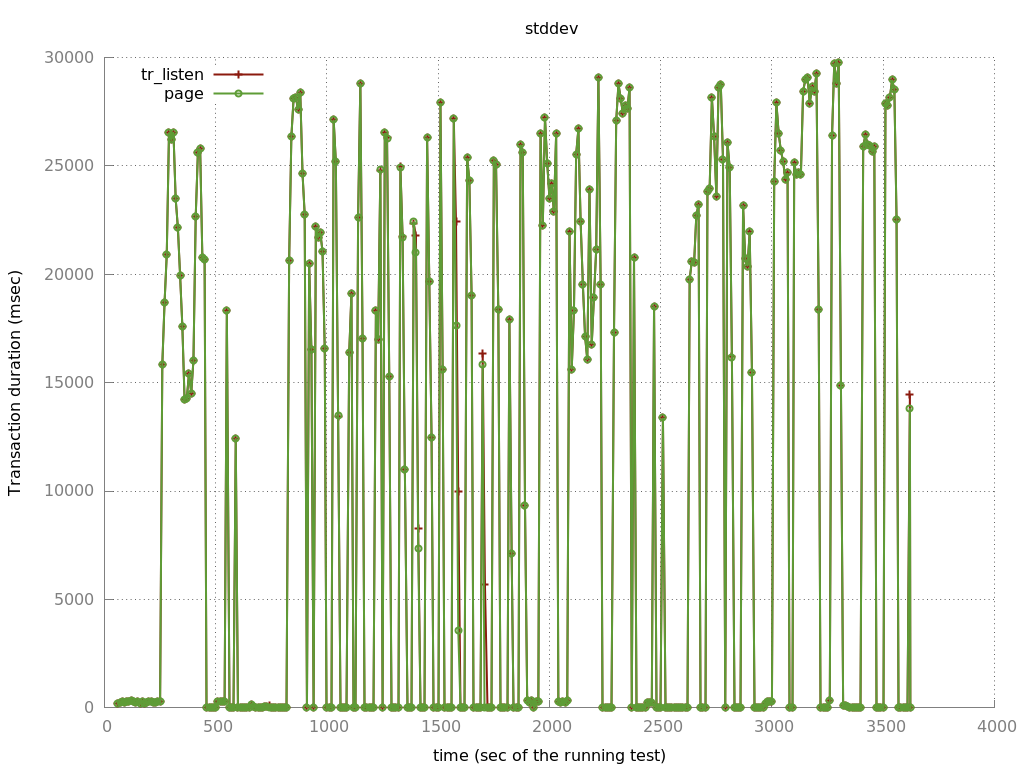 stddev
30000
tr_listen
page
25000
20000
15000
10000
5000
0
0 500 1000 1500 2000 2500 3000 3500 4000
Transaction duration (msec)
time (sec of the running test)